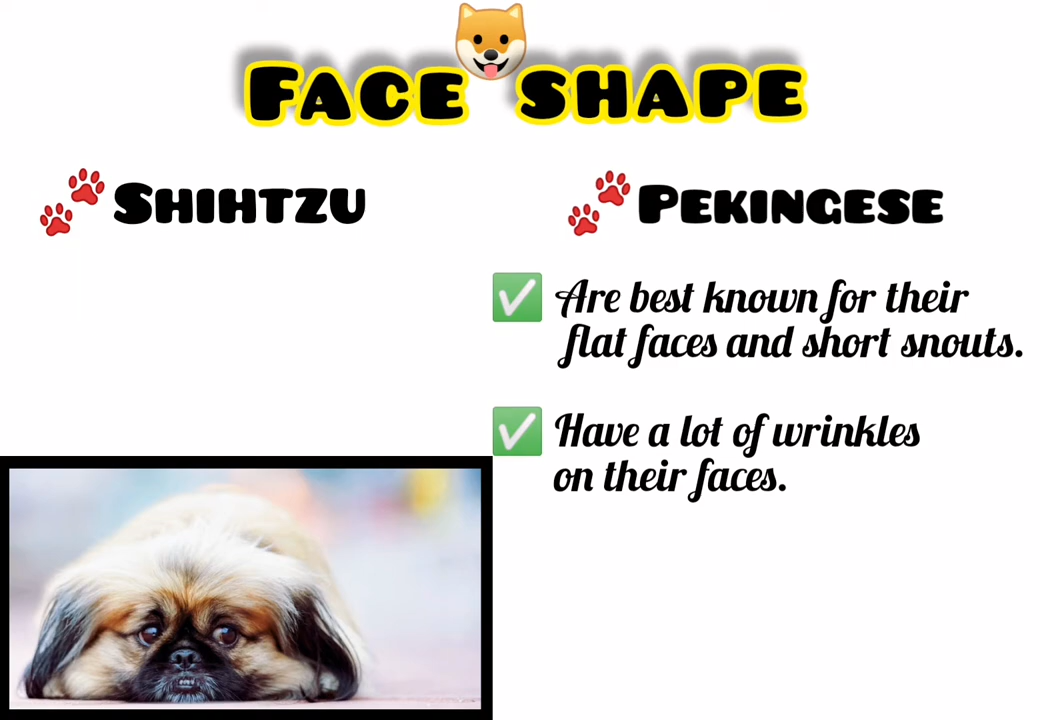 FACE SHAPE
SHIHTZU
PEKINGESE
Are best known for their
flat faces and short snouts.
Have a lot of wrinkles
on their faces.